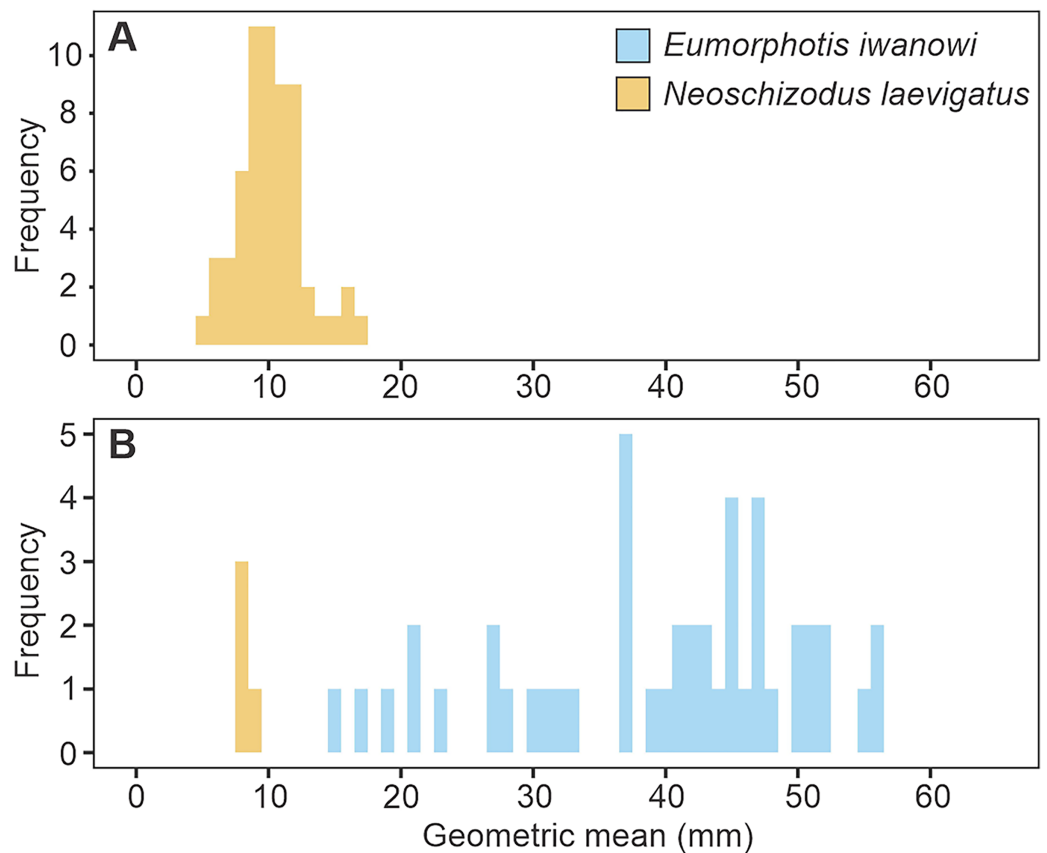 A
Eumorphotis iwanowi
Neoschizodus laevigatus
Frequency
10
8
6
4
2
0
0 10 20 30 40 50 60
B
Frequency
5
4
3
2
1
0
0 10 20 30 40 50 60
Geometric mean (mm)